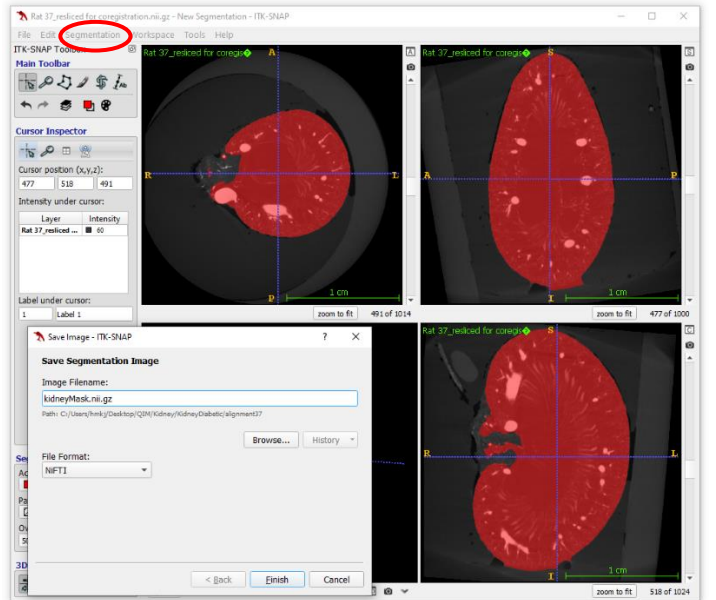 Rat 37_resliced for coregistration.nii.gz - New Segmentation - ITK-SNAP
File Edit Segmentation Workspace Tools Help
ITK-SNAP Toolbox
Main Toolbar
Cursor Inspector
Cursor position (x,y,z):
477 518 491
Intensity under cursor:
Layer Intensity
Rat 37_resliced ... 60
Label under cursor:
1 Label 1
Rat 37_resliced for coregis�
A
R
L
P
1 cm
A
zoom to fit 491 of 1014
Rat 37_resliced for coregis�
S
A
P
I
1 cm
zoom to fit 477 of 1000
Rat 37_resliced for coregis�
S
R
L
I
1 cm
C
zoom to fit 518 of 1024
Save Image - ITK-SNAP ? ×
Save Segmentation Image
Image Filename:
kidneyMask.nii.gz
Path: C:/Users/hmkj/Desktop/QIM/Kidney/KidneyDiabetic/alignment37
Browse... History
File Format:
NiFTI
< Back Finish Cancel
3D